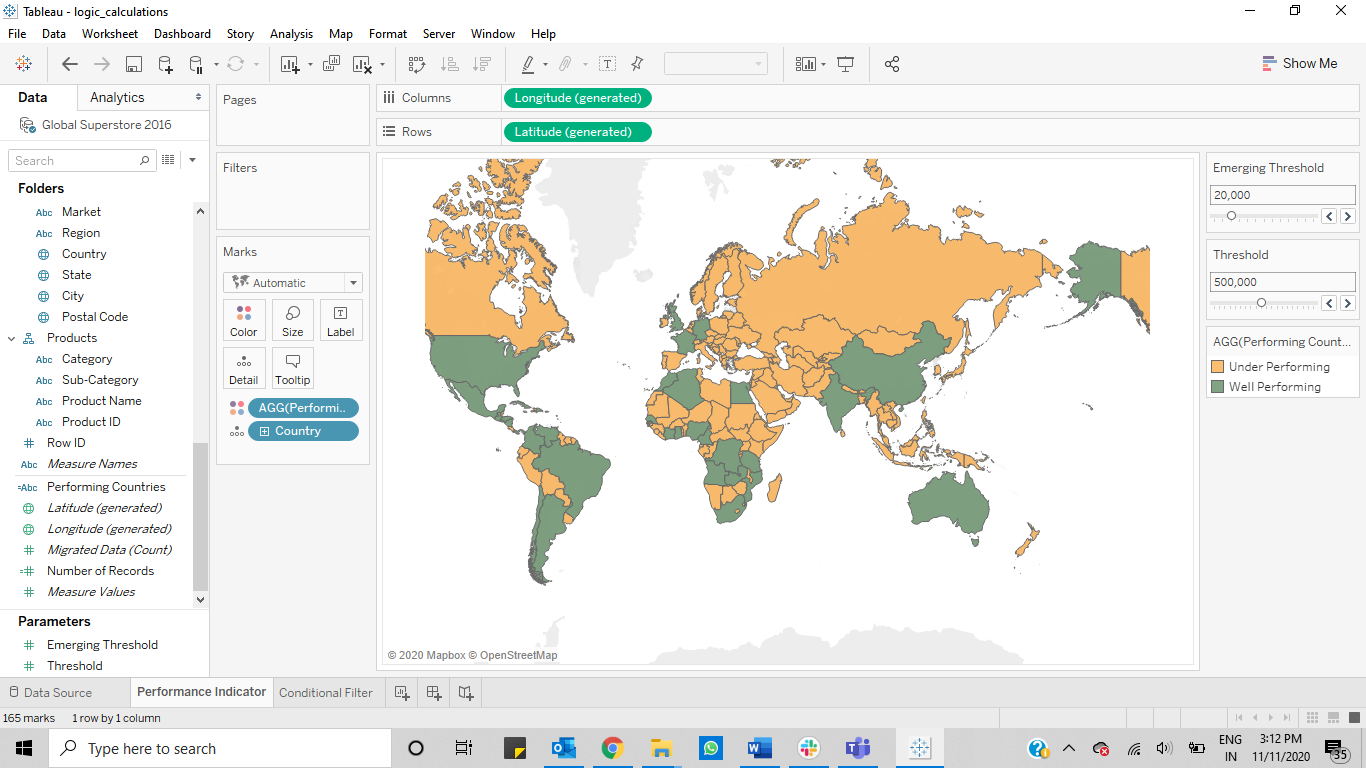 Tableau - logic_calculations
File Data Worksheet Dashboard Story Analysis Map Format Server Window Help
Show Me
Data
Analytics
Global Superstore 2016
Search
Folders
Abc Market
Abc Region
Country
State
City
Postal Code
Products
Abc Category
Abc Sub-Category
Abc Product Name
Abc Product ID
# Row ID
Abc Measure Names
=Abc Performing Countries
Latitude (generated)
Longitude (generated)
# Migrated Data (Count)
=# Number of Records
# Measure Values
Parameters
# Emerging Threshold
# Threshold
Pages
Filters
Marks
Automatic
Color
Size
Label
Detail
Tooltip
AGG(Performi..
Country
Columns
Longitude (generated)
Rows
Latitude (generated)
© 2020 Mapbox © OpenStreetMap
Emerging Threshold
20,000
Threshold
500,000
AGG(Performing Count...
Under Performing
Well Performing
Data Source
Performance Indicator
Conditional Filter
165 marks 1 row by 1 column
Type here to search
ENG
IN
3:12 PM
11/11/2020
35